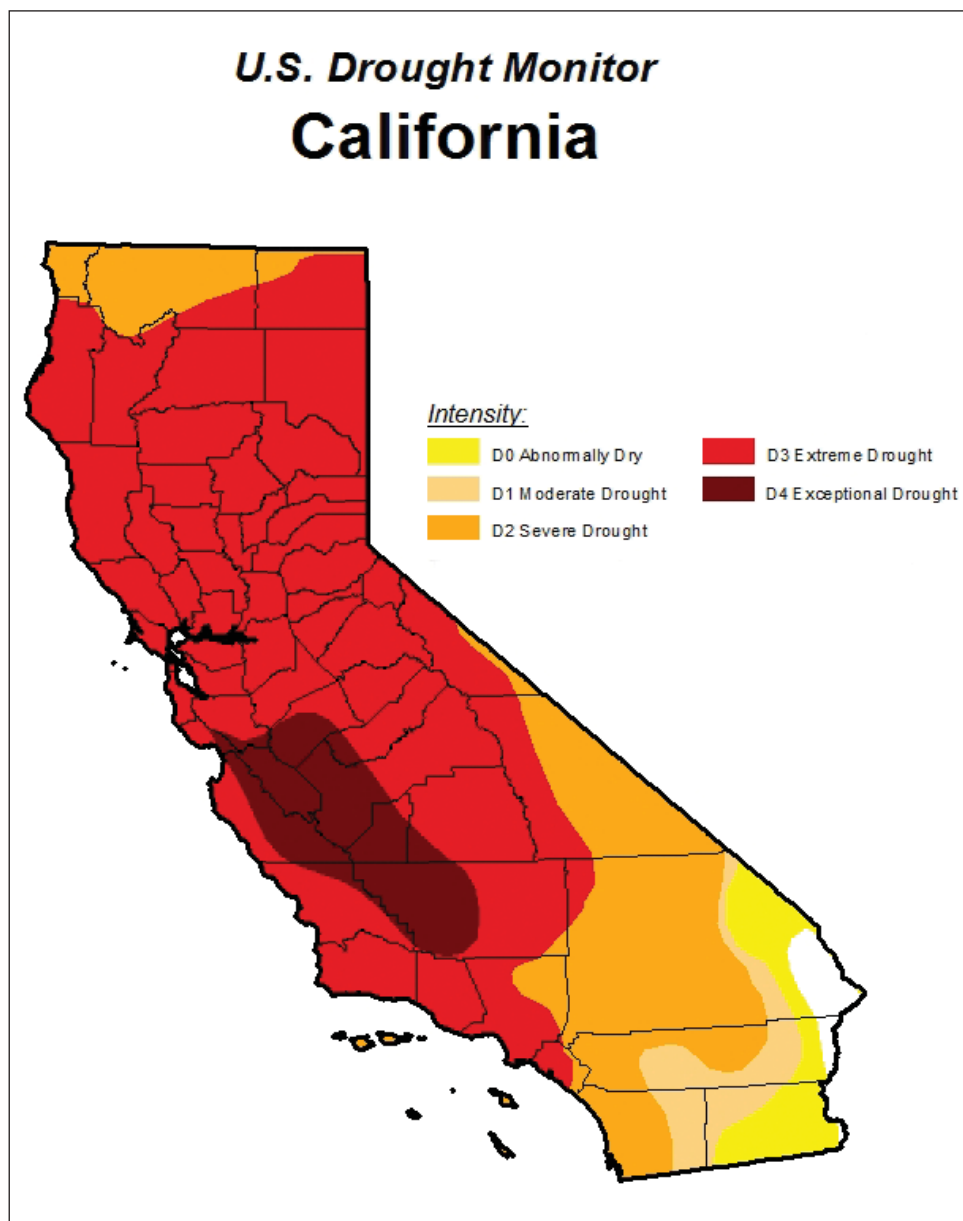 U.S. Drought Monitor
California
Intensity:
D0 Abnormally Dry
D1 Moderate Drought
D2 Severe Drought
D3 Extreme Drought
D4 Exceptional Drought